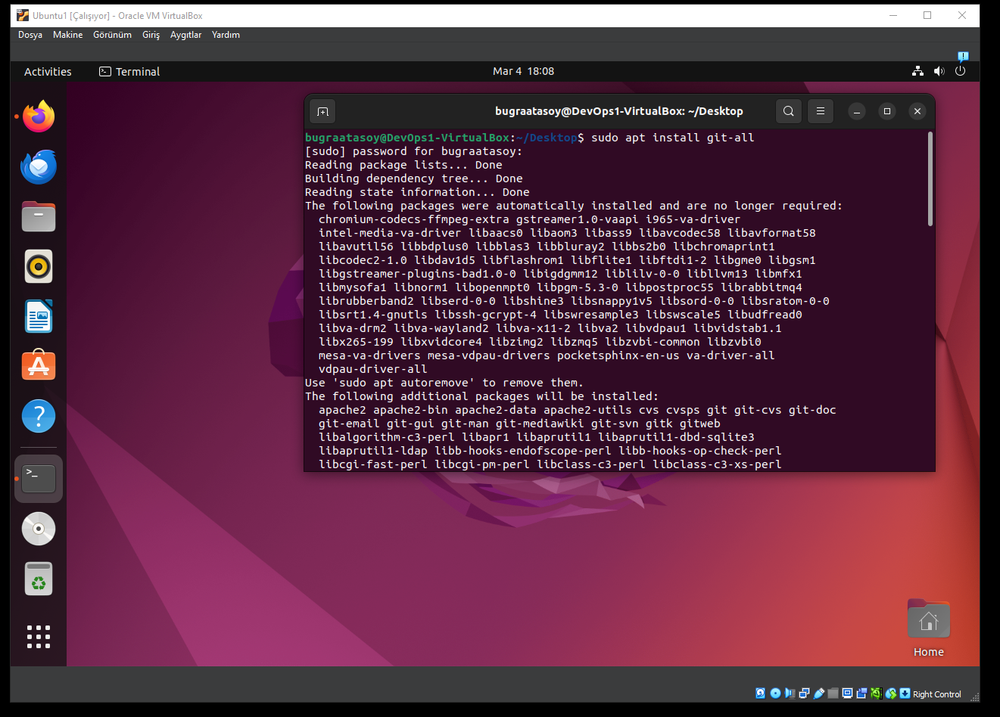 Ubuntu1 [Çalışıyor] - Oracle VM VirtualBox
Dosya Makine Görünüm Giriş Aygıtlar Yardım
Activities Terminal Mar 4 18:08
bugraatasoy@DevOps1-VirtualBox: ~/Desktop
bugraatasoy@DevOps1-VirtualBox:~/Desktop$ sudo apt install git-all
[sudo] password for bugraatasoy:
Reading package lists... Done
Building dependency tree... Done
Reading state information... Done
The following packages were automatically installed and are no longer required:
chromium-codecs-ffmpeg-extra gstreamer1.0-vaapi i965-va-driver
intel-media-va-driver libaacs0 libaom3 libass9 libavcodec58 libavformat58
libavutil56 libbdplus0 libblas3 libbluray2 libbs2b0 libchromaprint1
libcodec2-1.0 libdav1d5 libflashrom1 libflite1 libftdi1-2 libgme0 libgsm1
libgstreamer-plugins-bad1.0-0 libigdgmm12 liblilv-0-0 libllvm13 libmfx1
libmysofa1 libnorm1 libopenmpt0 libpgm-5.3-0 libpostproc55 librabbitmq4
librubberband2 libserd-0-0 libshine3 libsnappy1v5 libsord-0-0 libsratom-0-0
libsrt1.4-gnutls libssh-gcrypt-4 libswresample3 libswscale5 libudfread0
libva-drm2 libva-wayland2 libva-x11-2 libva2 libvdpau1 libvidstab1.1
libx265-199 libxvidcore4 libzimg2 libzmq5 libzvbi-common libzvbi0
mesa-va-drivers mesa-vdpau-drivers pocketsphinx-en-us va-driver-all
vdpau-driver-all
Use 'sudo apt autoremove' to remove them.
The following additional packages will be installed:
apache2 apache2-bin apache2-data apache2-utils cvs cvsps git git-cvs git-doc
git-email git-gui git-man git-mediawiki git-svn gitk gitweb
libalgorithm-c3-perl libapr1 libaprutil1 libaprutil1-dbd-sqlite3
libaprutil1-ldap libb-hooks-endofscope-perl libb-hooks-op-check-perl
libcgi-fast-perl libcgi-pm-perl libclass-c3-perl libclass-c3-xs-perl
Home
Right Control